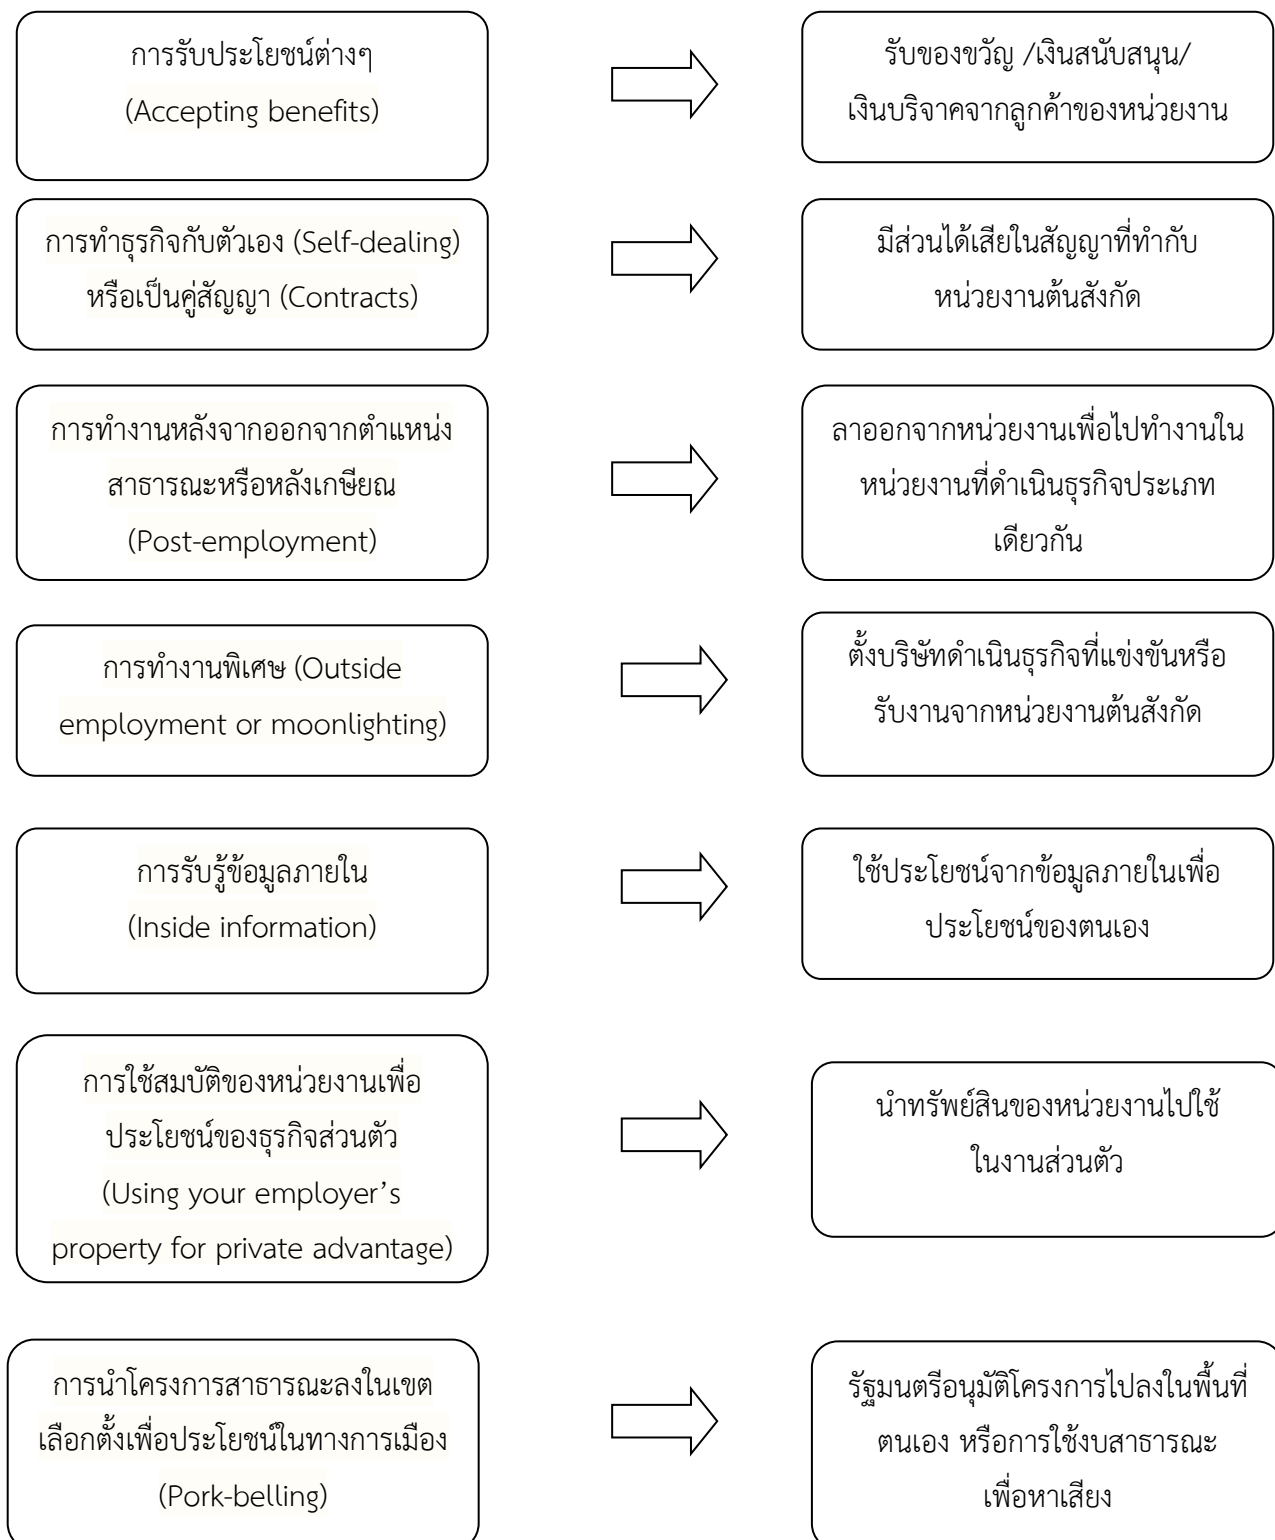 การรับประโยชน์ต่างๆ
(Accepting benefits)
รับของขวัญ /เงินสนับสนุน/
เงินบริจาคจากลูกค้าของหน่วยงาน
การทำธุรกิจกับตัวเอง (Self-dealing)
หรือเป็นคู่สัญญา (Contracts)
มีส่วนได้เสียในสัญญาที่ทำกับ
หน่วยงานต้นสังกัด
การทำงานหลังจากออกจากตำแหน่ง
สาธารณะหรือหลังเกษียณ
(Post-employment)
ลาออกจากหน่วยงานเพื่อไปทำงานใน
หน่วยงานที่ดำเนินธุรกิจประเภท
เดียวกัน
การทำงานพิเศษ (Outside
employment or moonlighting)
ตั้งบริษัทดำเนินธุรกิจที่แข่งขันหรือ
รับงานจากหน่วยงานต้นสังกัด
การรับรู้ข้อมูลภายใน
(Inside information)
ใช้ประโยชน์จากข้อมูลภายในเพื่อ
ประโยชน์ของตนเอง
การใช้สมบัติของหน่วยงานเพื่อ
ประโยชน์ของธุรกิจส่วนตัว
(Using your employer’s
property for private advantage)
นำทรัพย์สินของหน่วยงานไปใช้
ในงานส่วนตัว
การนำโครงการสาธารณะลงในเขต
เลือกตั้งเพื่อประโยชน์ในทางการเมือง
(Pork-belling)
รัฐมนตรีอนุมัติโครงการไปลงในพื้นที่
ตนเอง หรือการใช้งบสาธารณะ
เพื่อหาเสียง